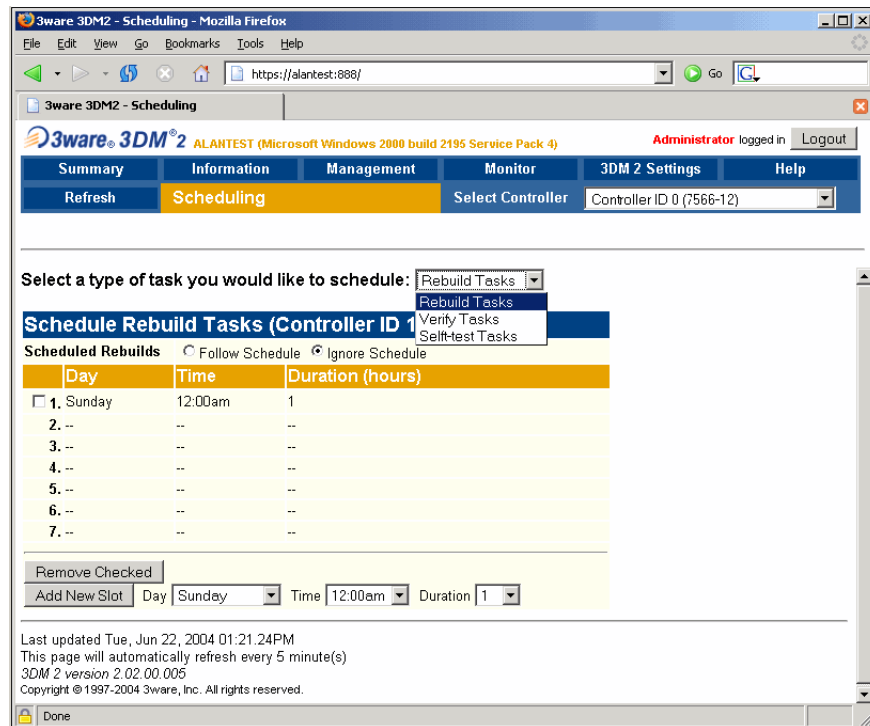 3ware 3DM2 - Scheduling - Mozilla Firefox
File Edit View Go Bookmarks Tools Help
https://alantest:888/ Go G
3ware 3DM2 - Scheduling
3ware® 3DM®2 ALANTEST (Microsoft Windows 2000 build 2195 Service Pack 4) Administrator logged in Logout
Summary Information Management Monitor 3DM 2 Settings Help
Refresh Scheduling Select Controller Controller ID 0 (7566-12)
Select a type of task you would like to schedule: Rebuild Tasks
Rebuild Tasks
Verify Tasks
Selft-test Tasks
Schedule Rebuild Tasks (Controller ID 1
Scheduled Rebuilds Follow Schedule Ignore Schedule
Day Time Duration (hours)
1. Sunday 12:00am 1
2. -- -- --
3. -- -- --
4. -- -- --
5. -- -- --
6. -- -- --
7. -- -- --
Remove Checked
Add New Slot Day Sunday Time 12:00am Duration 1
Last updated Tue, Jun 22, 2004 01:21.24PM
This page will automatically refresh every 5 minute(s)
3DM 2 version 2.02.00.005
Copyright © 1997-2004 3ware, Inc. All rights reserved.
Done